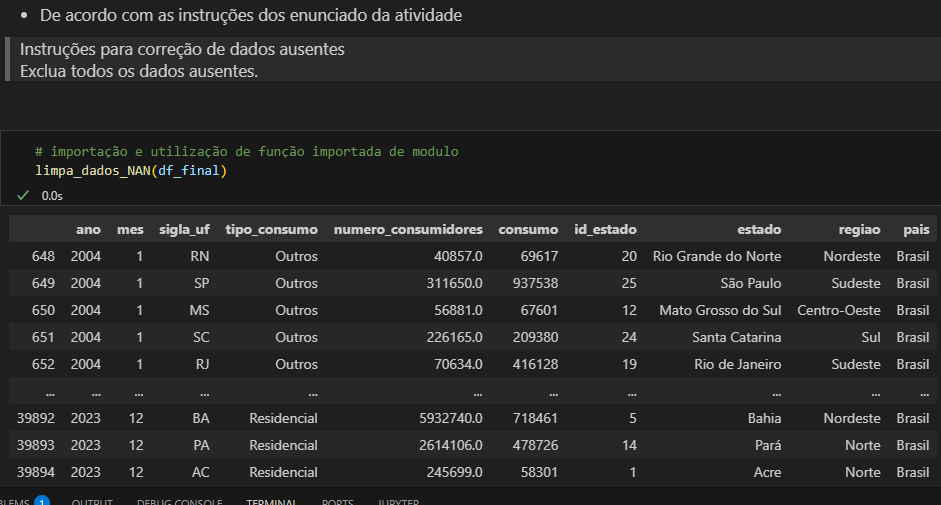 • De acordo com as instruções dos enunciado da atividade
Instruções para correção de dados ausentes
Exclua todos os dados ausentes.
# importação e utilização de função importada de modulo
limpa_dados_NAN(df_final)
0.0s
ano mes sigla_uf tipo_consumo numero_consumidores consumo id_estado estado regiao pais
648 2004 1 RN Outros 40857.0 69617 20 Rio Grande do Norte Nordeste Brasil
649 2004 1 SP Outros 311650.0 937538 25 São Paulo Sudeste Brasil
650 2004 1 MS Outros 56881.0 67601 12 Mato Grosso do Sul Centro-Oeste Brasil
651 2004 1 SC Outros 226165.0 209380 24 Santa Catarina Sul Brasil
652 2004 1 RJ Outros 70634.0 416128 19 Rio de Janeiro Sudeste Brasil
... ... ... ... ... ... ... ... ... ... ...
39892 2023 12 BA Residencial 5932740.0 718461 5 Bahia Nordeste Brasil
39893 2023 12 PA Residencial 2614106.0 478726 14 Pará Norte Brasil
39894 2023 12 AC Residencial 245699.0 58301 1 Acre Norte Brasil
BLEMS 1 OUTPUT DEBUG CONSOLE TERMINAL PORTS JUPYTER